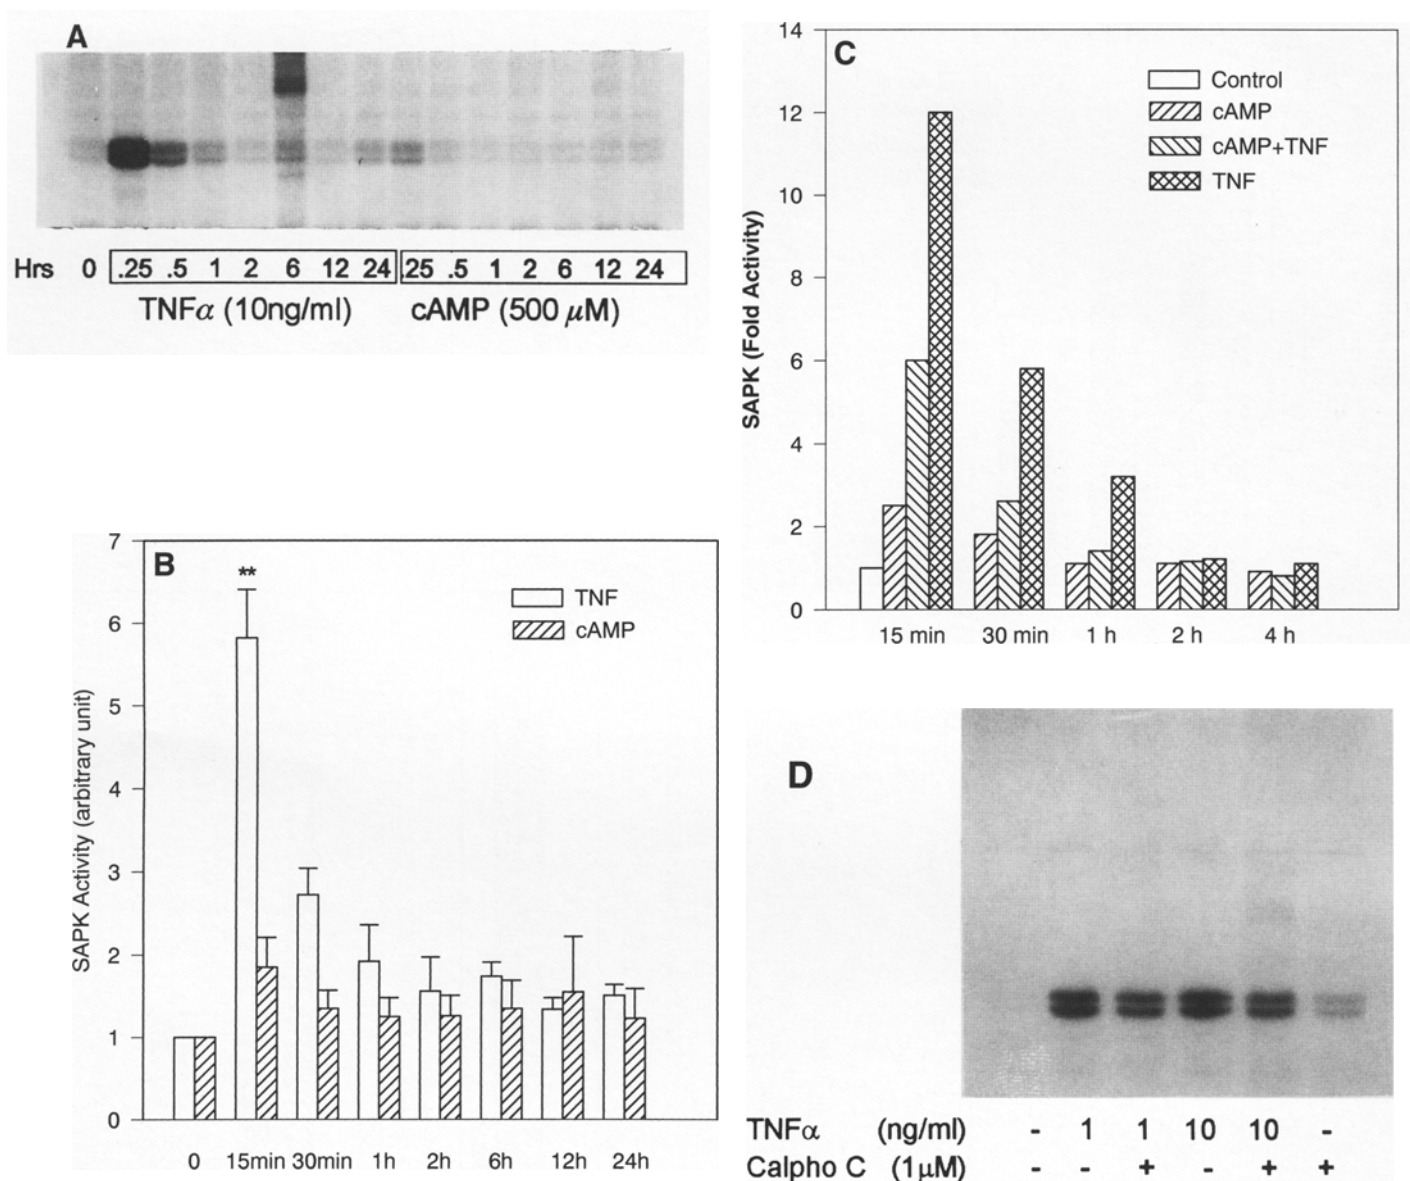 A
Hrs 0 .25 .5 1 2 6 12 24 .25 .5 1 2 6 12 24
TNFα (10ng/ml) cAMP (500 μM)
B
7
6
5
4
3
2
1
0
SAPK Activity (arbitrary unit)
**
TNF
cAMP
0 15min 30min 1h 2h 6h 12h 24h
C
14
12
10
8
6
4
2
0
SAPK (Fold Activity)
Control
cAMP
cAMP+TNF
TNF
15 min 30 min 1 h 2 h 4 h
D
TNFα (ng/ml) - 1 1 10 10 -
Calpho C (1μM) - - + - + +